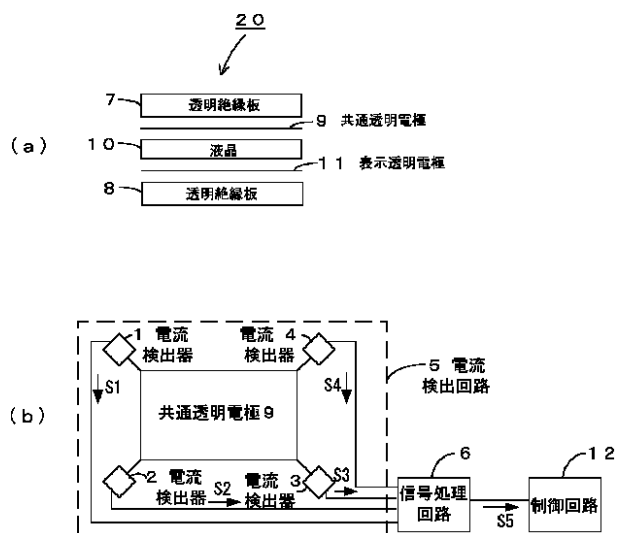 20
(a)
7
透明絶縁板
9 共通透明電極
10
液晶
11 表示透明電極
8
透明絶縁板
(b)
1 電流
検出器
電流 4
検出器
5 電流
検出回路
S1
S4
共通透明電極9
2 電流
検出器
S2
電流
検出器
3
S3
6
信号処理
回路
S5
12
制御回路